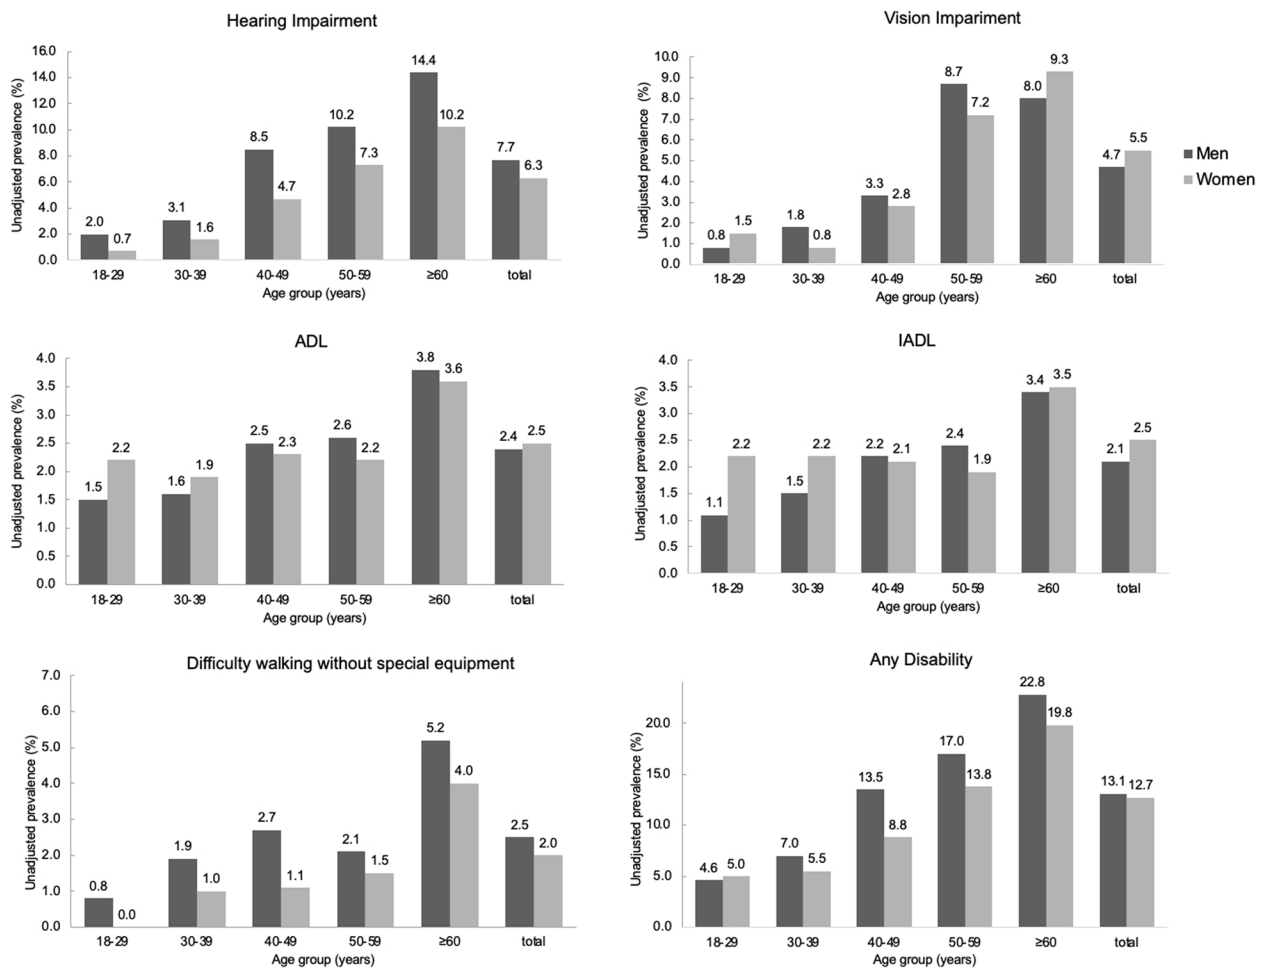 Hearing Impairment
Unadjusted prevalence (%)
16.0
14.0
12.0
10.0
8.0
6.0
4.0
2.0
0.0
2.0 0.7 3.1 1.6 8.5 4.7 10.2 7.3 14.4 10.2 7.7 6.3
18-29 30-39 40-49 50-59 ≥60 total
Age group (years)
Vision Impariment
Unadjusted prevalence (%)
10.0
9.0
8.0
7.0
6.0
5.0
4.0
3.0
2.0
1.0
0.0
0.8 1.5 1.8 0.8 3.3 2.8 8.7 7.2 8.0 9.3 4.7 5.5
18-29 30-39 40-49 50-59 ≥60 total
Age group (years)
Men
Women
ADL
Unadjusted prevalence (%)
4.0
3.5
3.0
2.5
2.0
1.5
1.0
0.5
0.0
1.5 2.2 1.6 1.9 2.5 2.3 2.6 2.2 3.8 3.6 2.4 2.5
18-29 30-39 40-49 50-59 ≥60 total
Age group (years)
IADL
Unadjusted prevalence (%)
4.0
3.5
3.0
2.5
2.0
1.5
1.0
0.5
0.0
1.1 2.2 1.5 2.2 2.2 2.1 2.4 1.9 3.4 3.5 2.1 2.5
18-29 30-39 40-49 50-59 ≥60 total
Age group (years)
Difficulty walking without special equipment
Unadjusted prevalence (%)
7.0
6.0
5.0
4.0
3.0
2.0
1.0
0.0
0.8 0.0 1.9 1.0 2.7 1.1 2.1 1.5 5.2 4.0 2.5 2.0
18-29 30-39 40-49 50-59 ≥60 total
Age group (years)
Any Disability
Unadjusted prevalence (%)
20.0
15.0
10.0
5.0
0.0
4.6 5.0 7.0 5.5 13.5 8.8 17.0 13.8 22.8 19.8 13.1 12.7
18-29 30-39 40-49 50-59 ≥60 total
Age group (years)